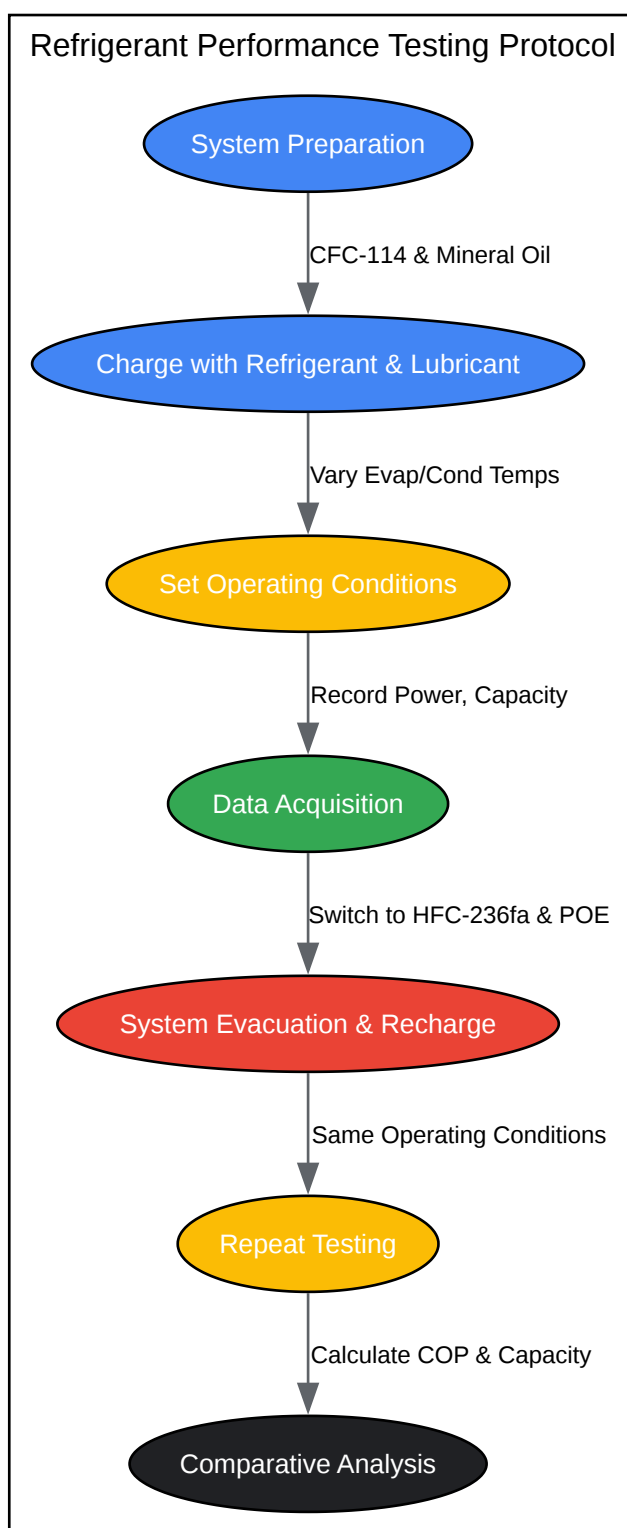 Refrigerant Performance Testing Protocol
System Preparation
CFC-114 & Mineral Oil
Charge with Refrigerant & Lubricant
Vary Evap/Cond Temps
Set Operating Conditions
Record Power, Capacity
Data Acquisition
Switch to HFC-236fa & POE
System Evacuation & Recharge
Same Operating Conditions
Repeat Testing
Calculate COP & Capacity
Comparative Analysis